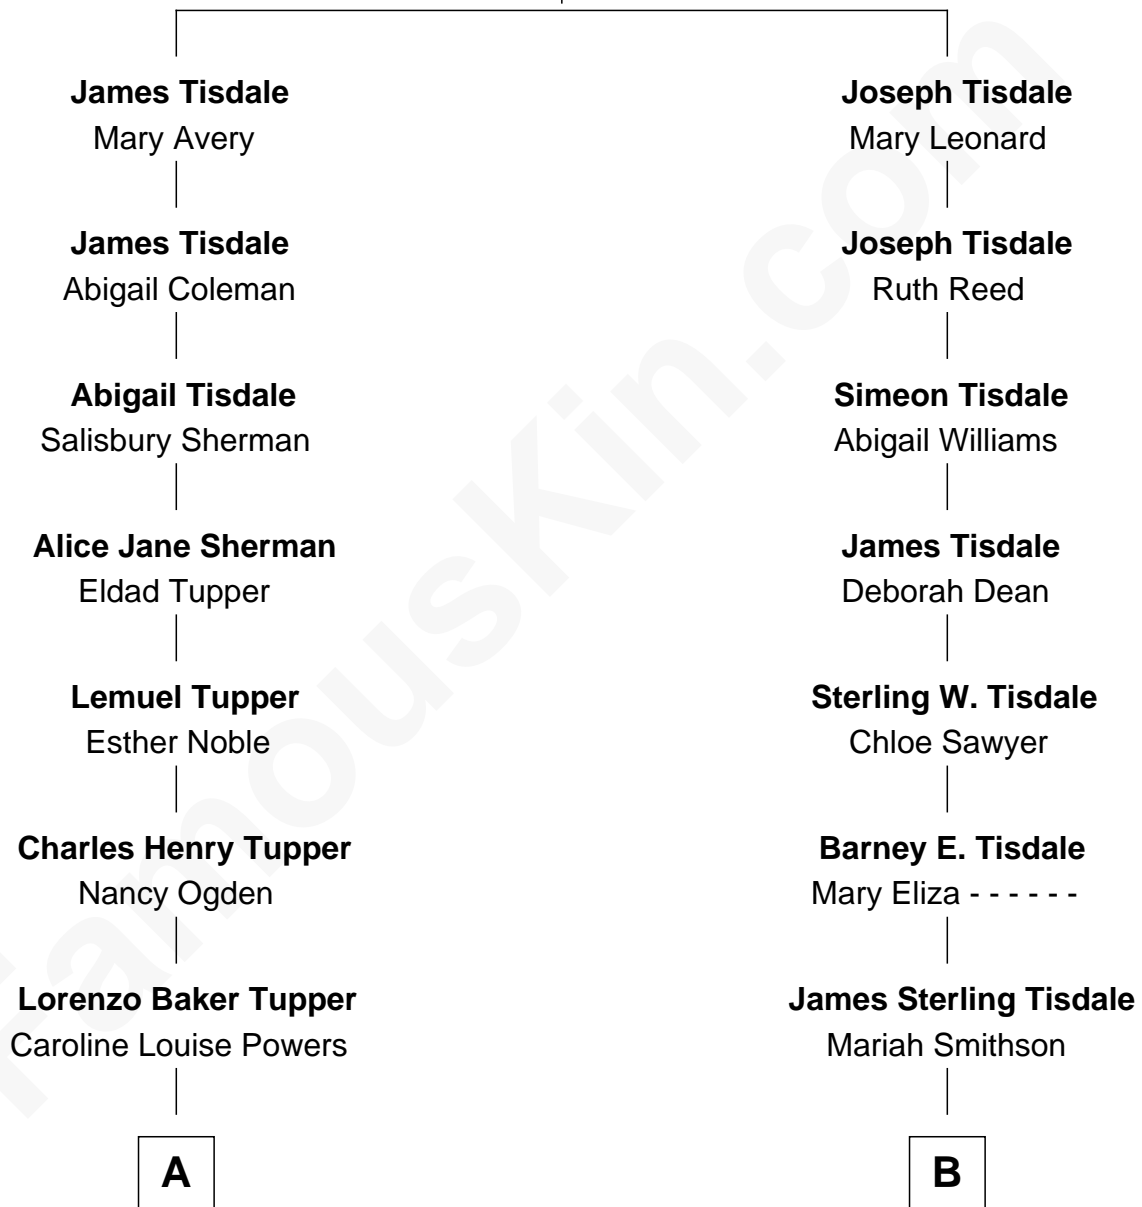 James Tisdale
Mary Avery
James Tisdale
Abigail Coleman
Abigail Tisdale
Salisbury Sherman
Alice Jane Sherman
Eldad Tupper
Lemuel Tupper
Esther Noble
Charles Henry Tupper
Nancy Ogden
Lorenzo Baker Tupper
Caroline Louise Powers
A
Joseph Tisdale
Mary Leonard
Joseph Tisdale
Ruth Reed
Simeon Tisdale
Abigail Williams
James Tisdale
Deborah Dean
Sterling W. Tisdale
Chloe Sawyer
Barney E. Tisdale
Mary Eliza - - - - - -
James Sterling Tisdale
Mariah Smithson
B
FamousKin.com